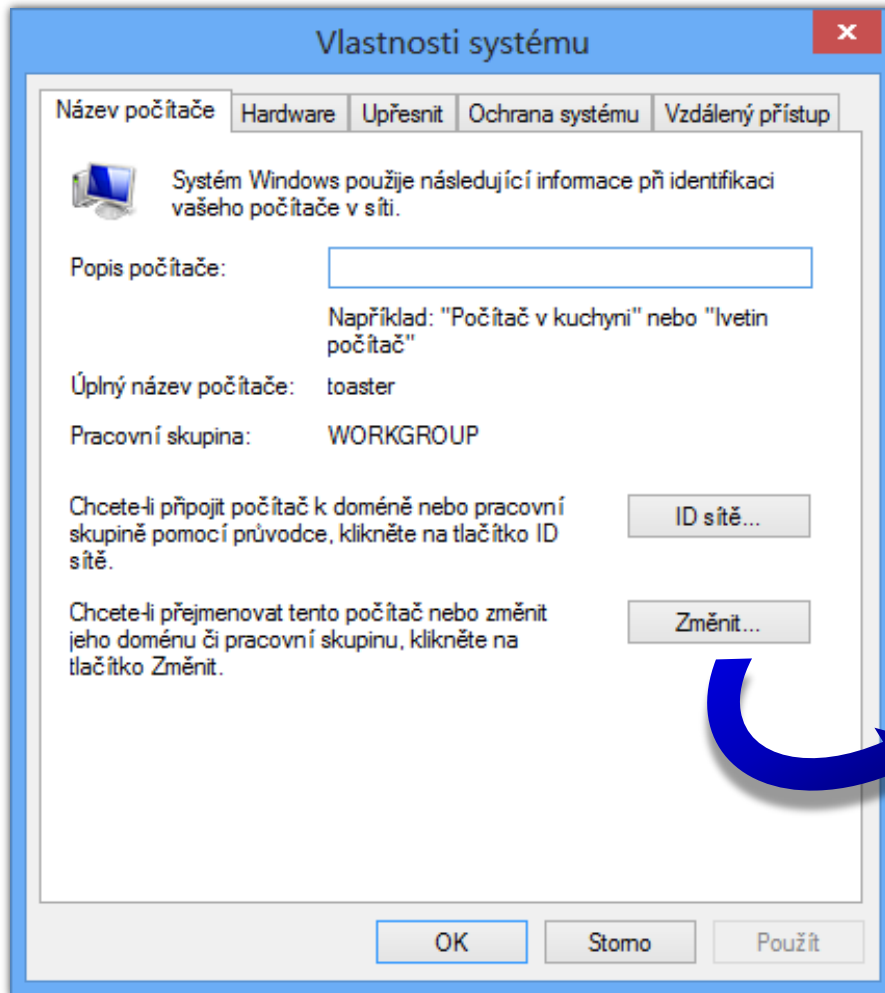 Vlastnosti systému
Název počítače
Hardware
Upřesnit
Ochrana systému
Vzdálený přístup
Systém Windows použije následující informace při identifikaci
vašeho počítače v síti.
Popis počítače:
Například: "Počítač v kuchyni" nebo "Ivetin
počítač"
Úplný název počítače: toaster
Pracovní skupina: WORKGROUP
Chcete-li připojit počítač k doméně nebo pracovní
skupině pomocí průvodce, klikněte na tlačítko ID
sítě.
ID sítě...
Chcete-li přejmenovat tento počítač nebo změnit
jeho doménu či pracovní skupinu, klikněte na
tlačítko Změnit.
Změnit...
OK
Storno
Použít